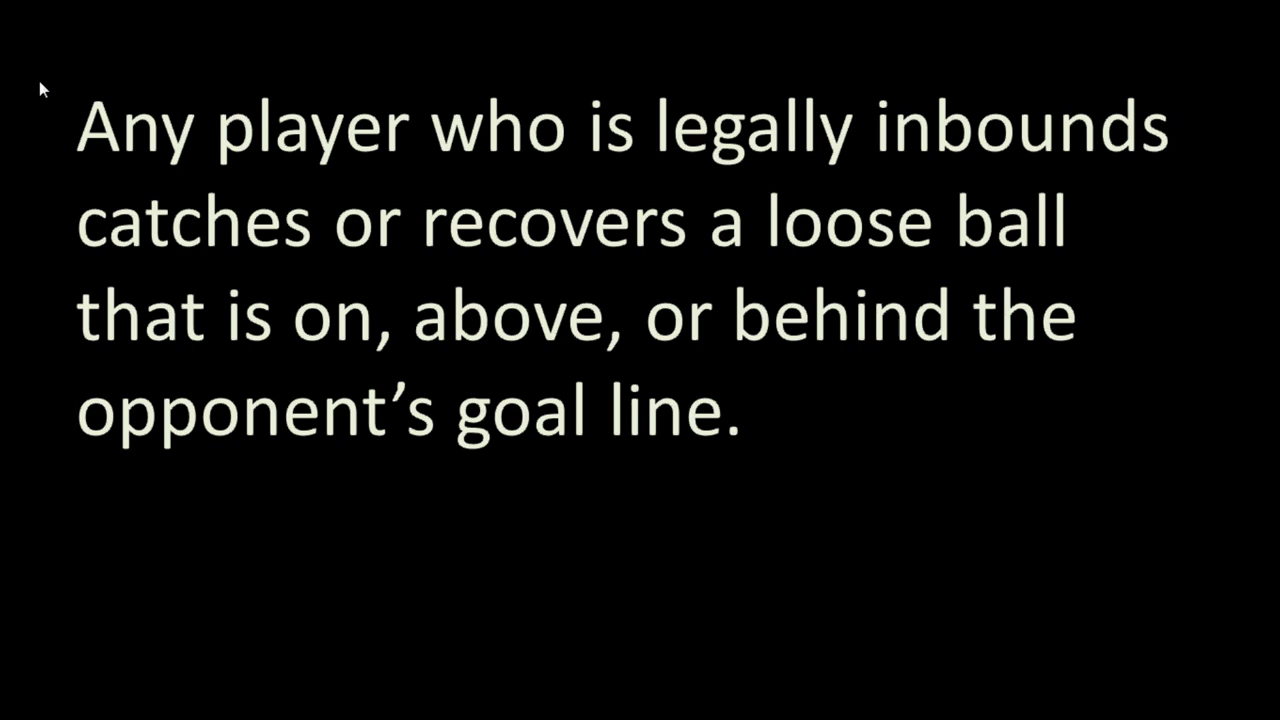 Any player who is legally inbounds
catches or recovers a loose ball
that is on, above, or behind the
opponent’s goal line.